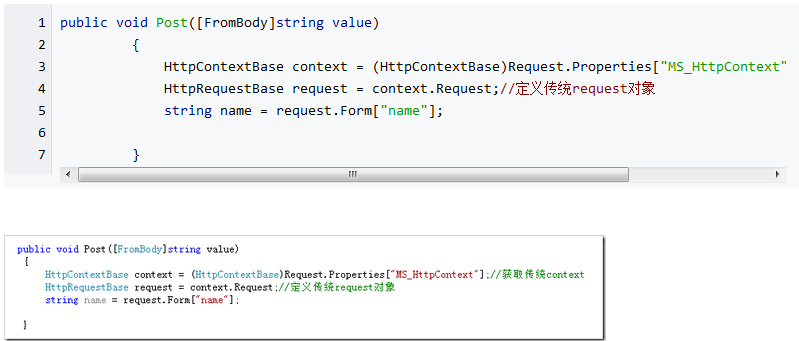 1 public void Post([FromBody]string value)
2 {
3 HttpContextBase context = (HttpContextBase)Request.Properties["MS_HttpContext"
4 HttpRequestBase request = context.Request;//定义传统request对象
5 string name = request.Form["name"];
6
7 }
public void Post([FromBody]string value)
{
HttpContextBase context = (HttpContextBase)Request.Properties["MS_HttpContext"];//获取传统context
HttpRequestBase request = context.Request;//定义传统request对象
string name = request.Form["name"];
}